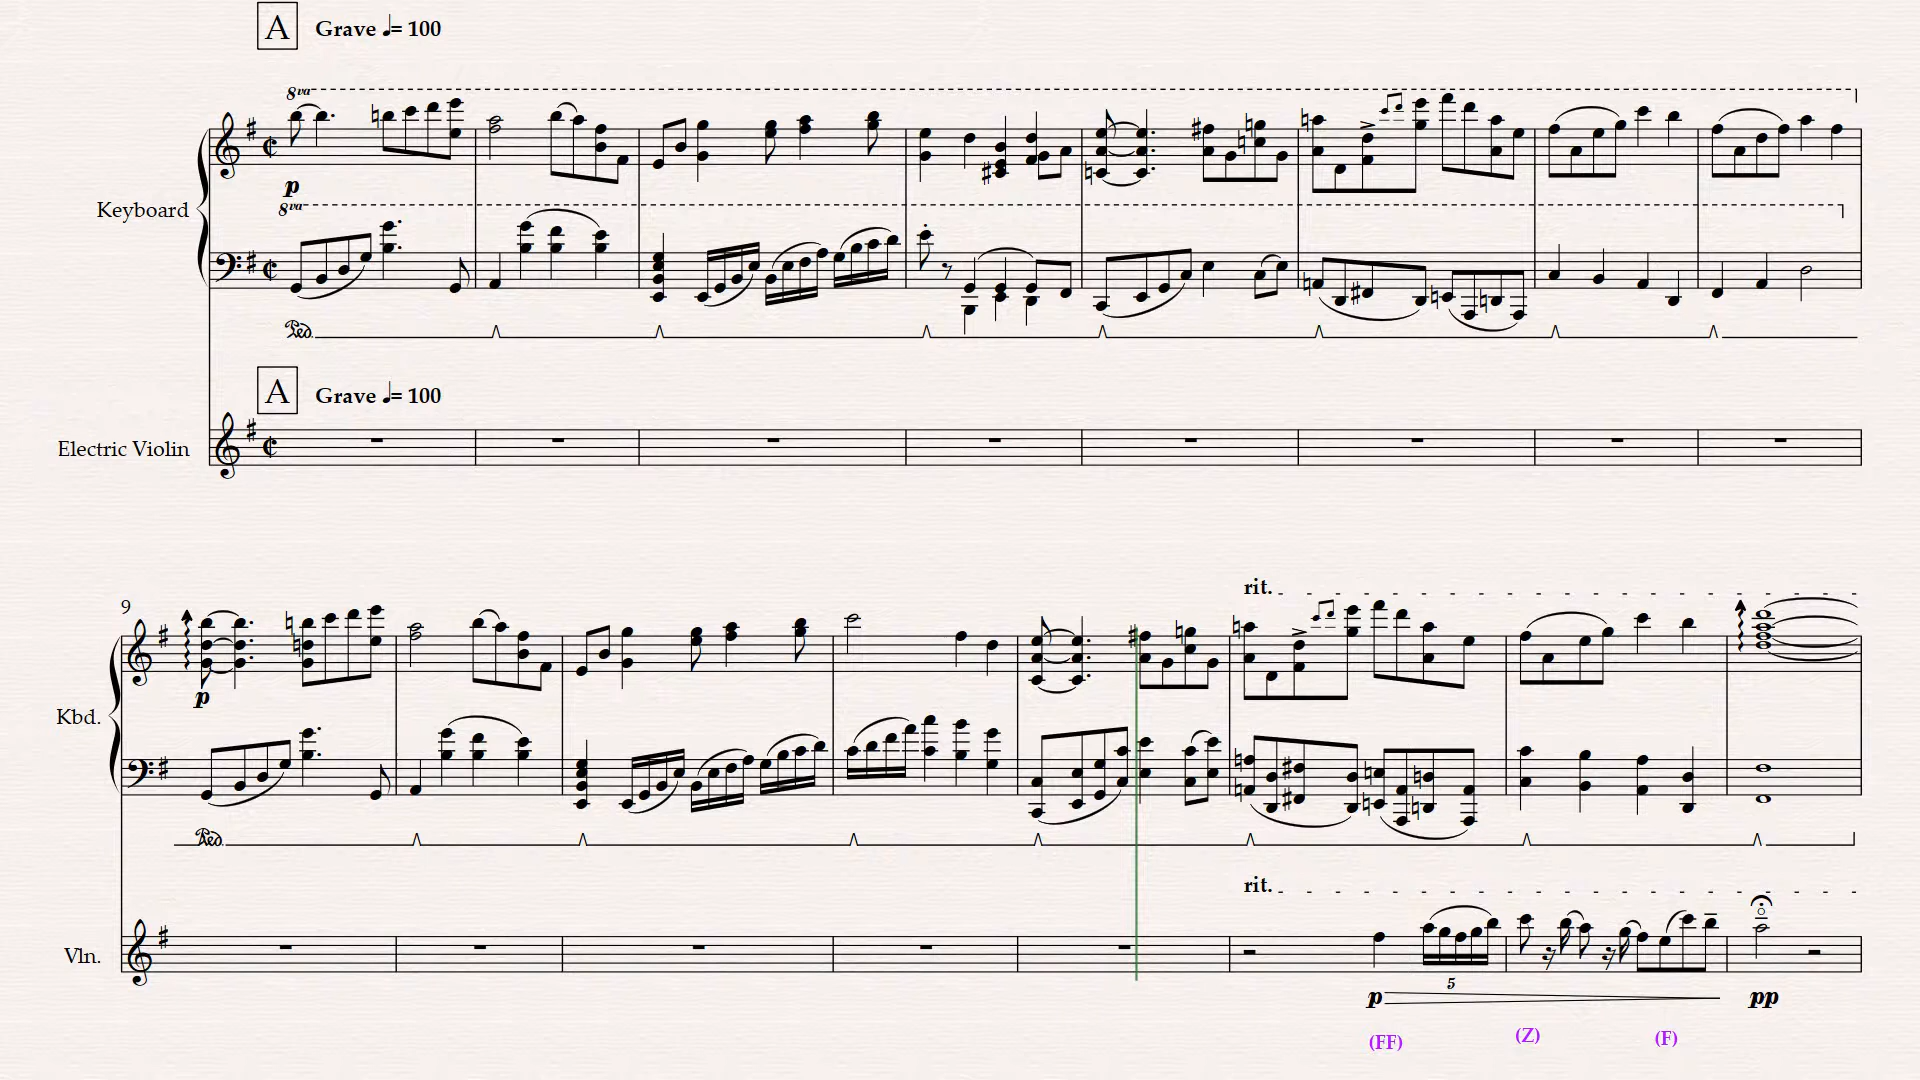 A Grave ♩= 100
8va
p
Keyboard
8va
Ped
A Grave ♩= 100
Electric Violin
rit.
9
Kbd.
p
Ped
rit.
Vln.
5
p pp
(FF) (Z) (F)